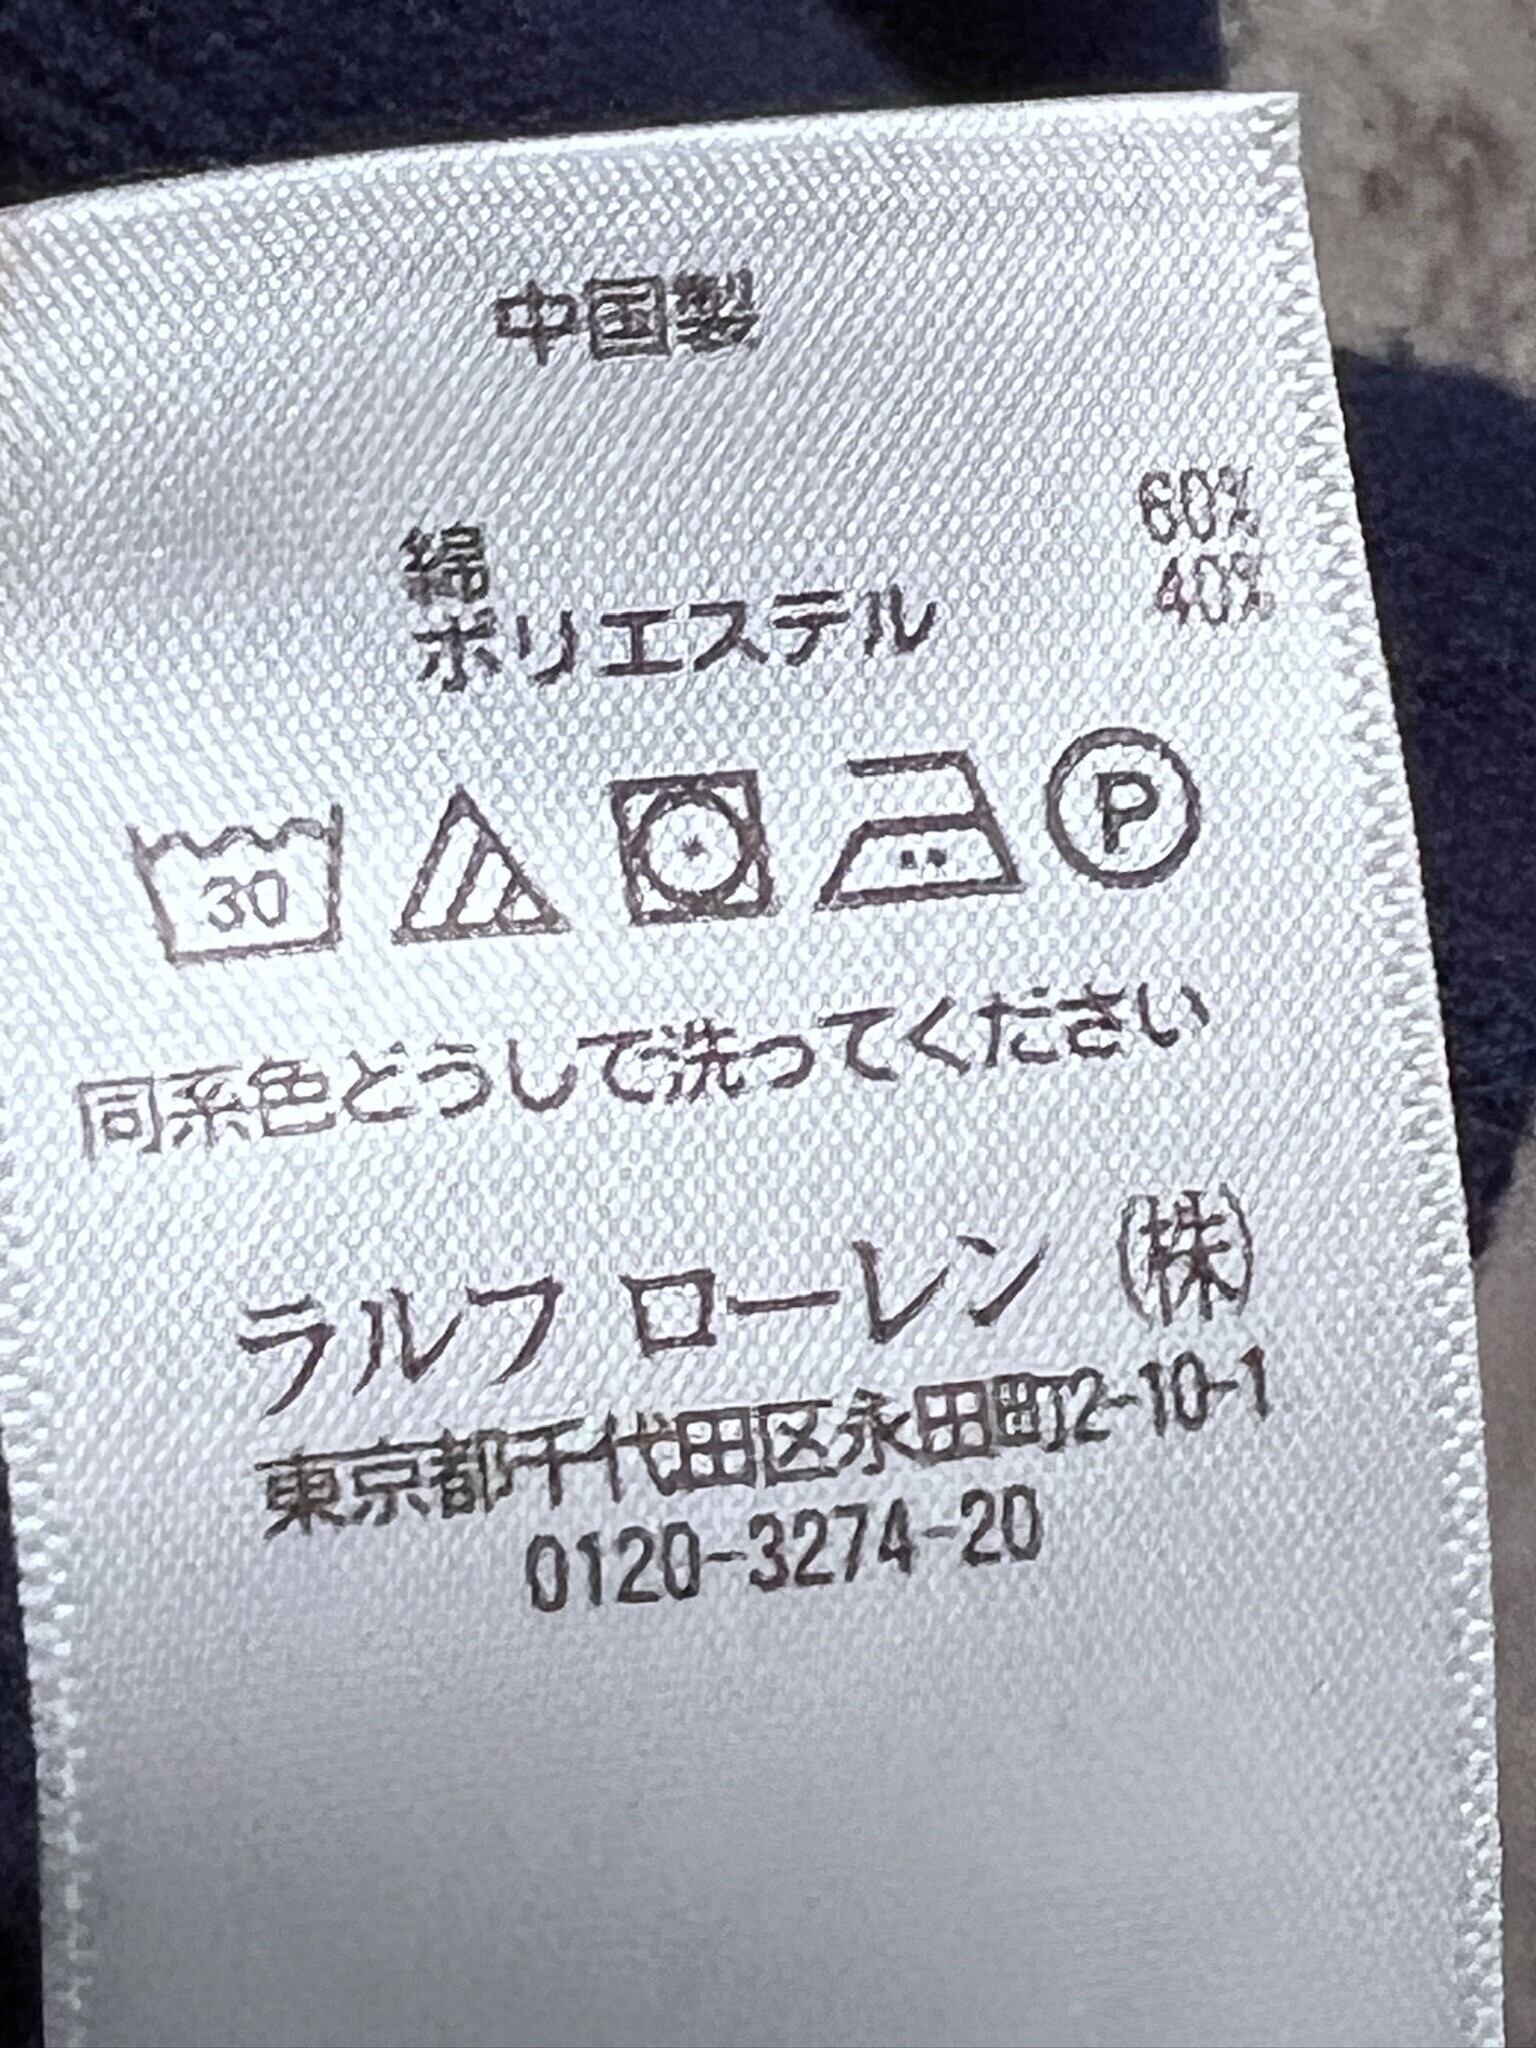 中国製
綿 60%
ポリエステル 40%
30 P
同系色どうしで洗ってください
ラルフ ローレン (株)
東京都千代田区永田町2-10-1
0120-3274-20